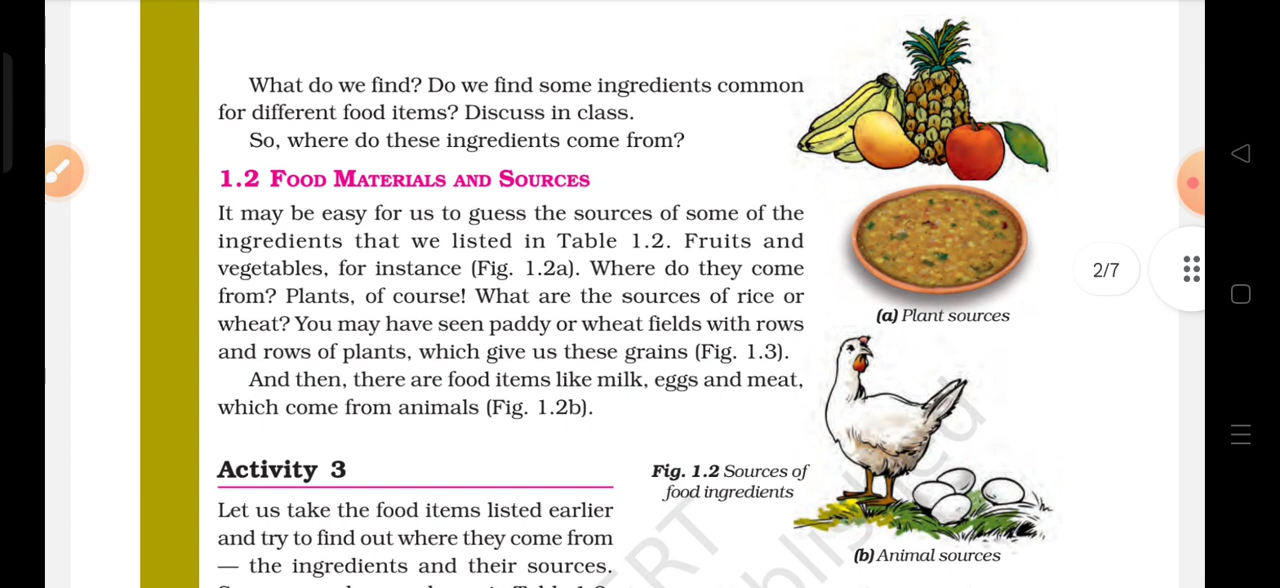 What do we find? Do we find some ingredients common
for different food items? Discuss in class.
So, where do these ingredients come from?
1.2 FOOD MATERIALS AND SOURCES
It may be easy for us to guess the sources of some of the
ingredients that we listed in Table 1.2. Fruits and
vegetables, for instance (Fig. 1.2a). Where do they come
from? Plants, of course! What are the sources of rice or
wheat? You may have seen paddy or wheat fields with rows
and rows of plants, which give us these grains (Fig. 1.3).
And then, there are food items like milk, eggs and meat,
which come from animals (Fig. 1.2b).
Activity 3
Let us take the food items listed earlier
and try to find out where they come from
— the ingredients and their sources.
(a) Plant sources
Fig. 1.2 Sources of
food ingredients
(b) Animal sources
2/7